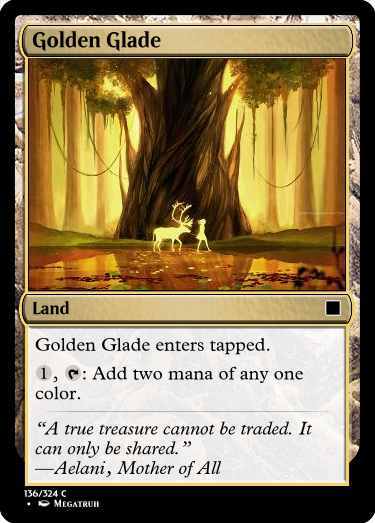 Golden Glade
Land
Golden Glade enters tapped.
1, : Add two mana of any one
color.
“A true treasure cannot be traded. It
can only be shared.”
—Aelani, Mother of All
136/324 C
• Megatruh